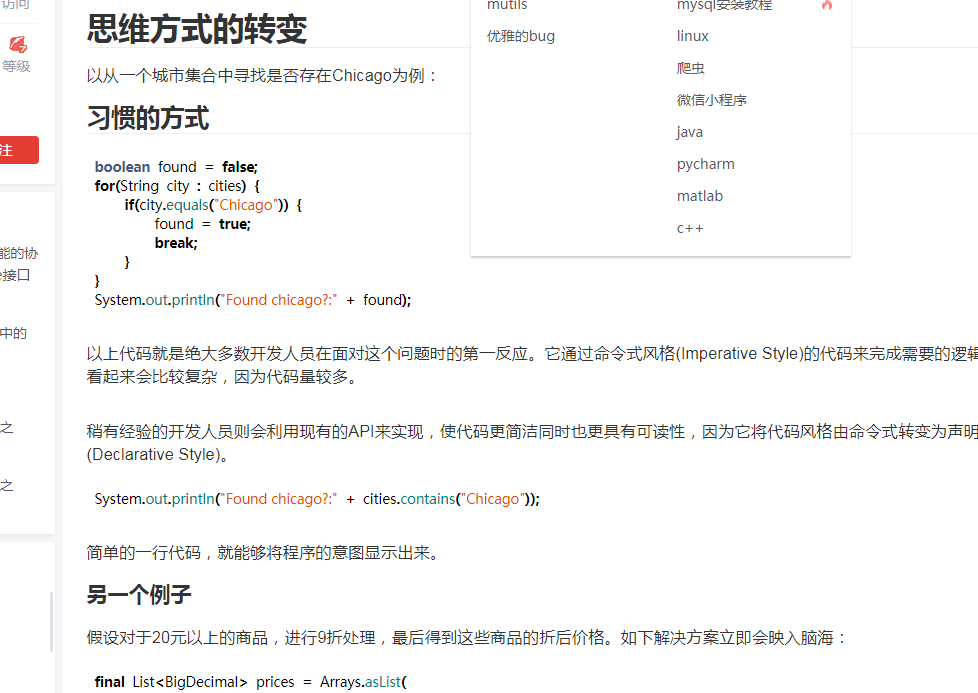 访问
等级
注
能的协
接口
中的
之
之
mutils
优雅的bug
mysql安装教程
linux
爬虫
微信小程序
java
pycharm
matlab
c++
思维方式的转变
以从一个城市集合中寻找是否存在Chicago为例：
习惯的方式
boolean found = false;
for(String city : cities) {
if(city.equals("Chicago")) {
found = true;
break;
}
}
System.out.println("Found chicago?:" + found);
以上代码就是绝大多数开发人员在面对这个问题时的第一反应。它通过命令式风格(Imperative Style)的代码来完成需要的逻辑
看起来会比较复杂，因为代码量较多。
稍有经验的开发人员则会利用现有的API来实现，使代码更简洁同时也更具有可读性，因为它将代码风格由命令式转变为声明
(Declarative Style)。
System.out.println("Found chicago?:" + cities.contains("Chicago"));
简单的一行代码，就能够将程序的意图显示出来。
另一个例子
假设对于20元以上的商品，进行9折处理，最后得到这些商品的折后价格。如下解决方案立即会映入脑海：
final List<BigDecimal> prices = Arrays.asList(